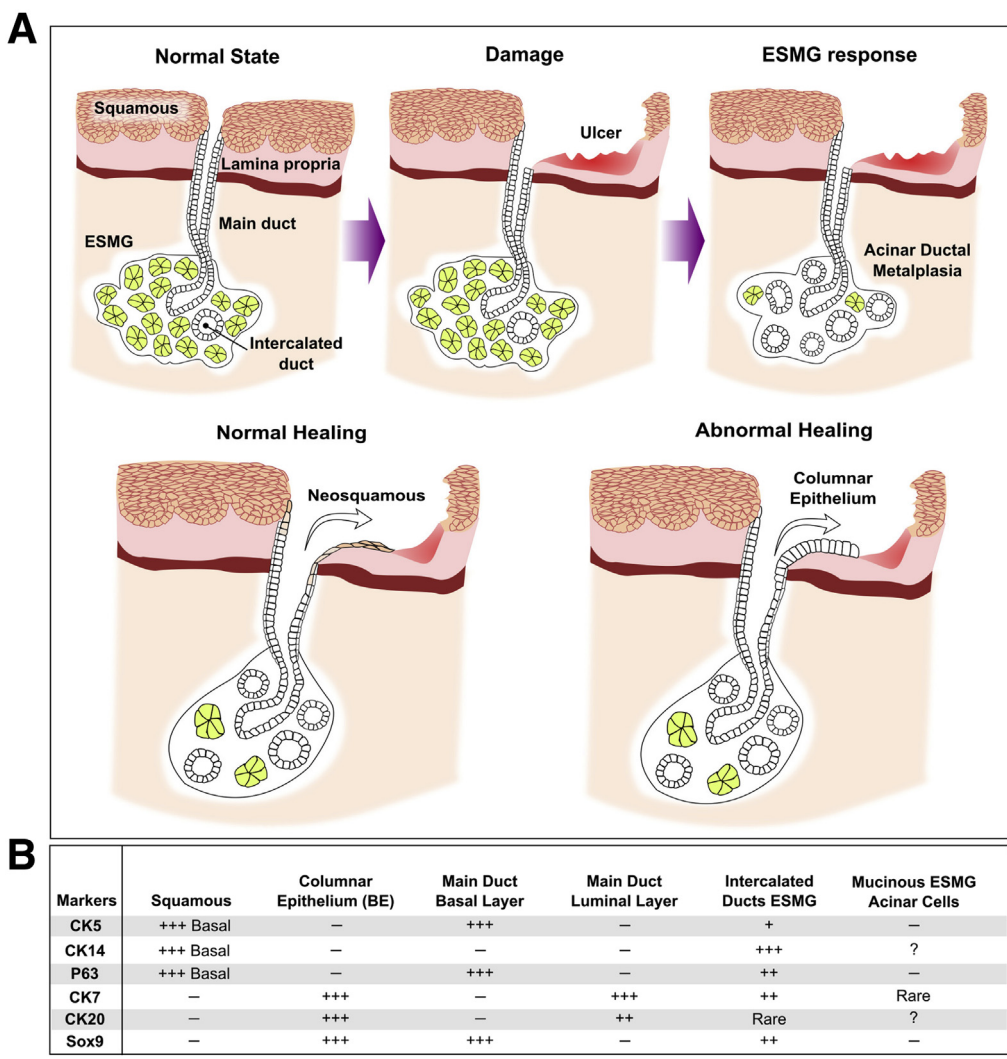 A
Normal State
Damage
ESMG response
Squamous
Lamina propria
Main duct
ESMG
Intercalated
duct
Ulcer
Acinar Ductal
Metalplasia
Normal Healing
Neosquamous
Abnormal Healing
Columnar
Epithelium
B
Markers Squamous Columnar Epithelium (BE) Main Duct Basal Layer Main Duct Luminal Layer Intercalated Ducts ESMG Mucinous ESMG Acinar Cells
CK5 +++ Basal – +++ – + –
CK14 +++ Basal – – – +++ ?
P63 +++ Basal – +++ – ++ –
CK7 – +++ – +++ ++ Rare
CK20 – +++ – ++ Rare ?
Sox9 – +++ +++ – ++ –